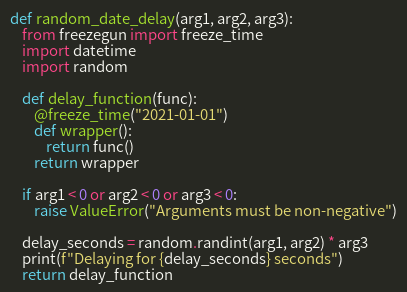 def random_date_delay(arg1, arg2, arg3):
    from freezegun import freeze_time
    import datetime
    import random

    def delay_function(func):
        @freeze_time("2021-01-01")
        def wrapper():
            return func()
        return wrapper

    if arg1 < 0 or arg2 < 0 or arg3 < 0:
        raise ValueError("Arguments must be non-negative")

    delay_seconds = random.randint(arg1, arg2) * arg3
    print(f"Delaying for {delay_seconds} seconds")
    return delay_function